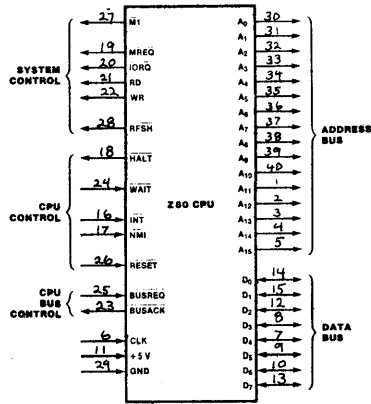 27 M1
19 MREQ
20 IORQ
21 RD
22 WR
28 RFSH
SYSTEM
CONTROL
18 HALT
24 WAIT
16 INT
17 NMI
26 RESET
CPU
CONTROL
25 BUSREQ
23 BUSACK
CPU
BUS
CONTROL
6 CLK
11 +5 V
29 GND
Z80 CPU
A0 30
A1 31
A2 32
A3 33
A4 34
A5 35
A6 36
A7 37
A8 38
A9 39
A10 40
A11 1
A12 2
A13 3
A14 4
A15 5
ADDRESS
BUS
D0 14
D1 15
D2 12
D3 8
D4 7
D5 9
D6 10
D7 13
DATA
BUS